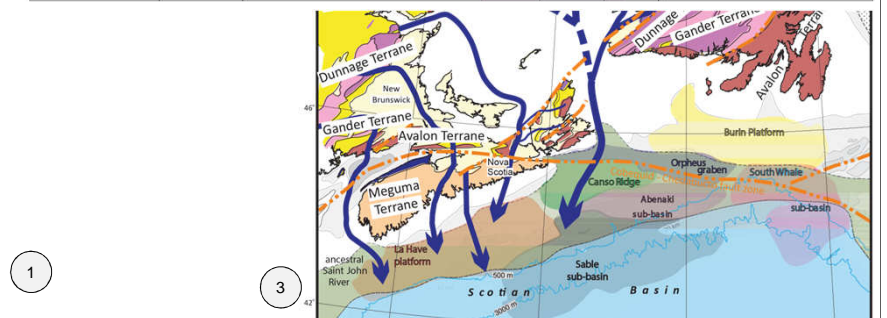 Dunnage Terrane
New
Brunswick
46°
Gander Terrane
Avalon Terrane
Nova
Scotia
Meguma
Terrane
Dunnage
Gander Terrane
Avalon
Terrane
Burin Platform
Orpheus
graben
South Whale
sub-basin
fault zone
Canso Ridge
Abenaki
sub-basin
La Have
platform
ancestral
Saint John
River
Sable
sub-basin
500 m
Scotian Basin
3000 m
42°
1
3